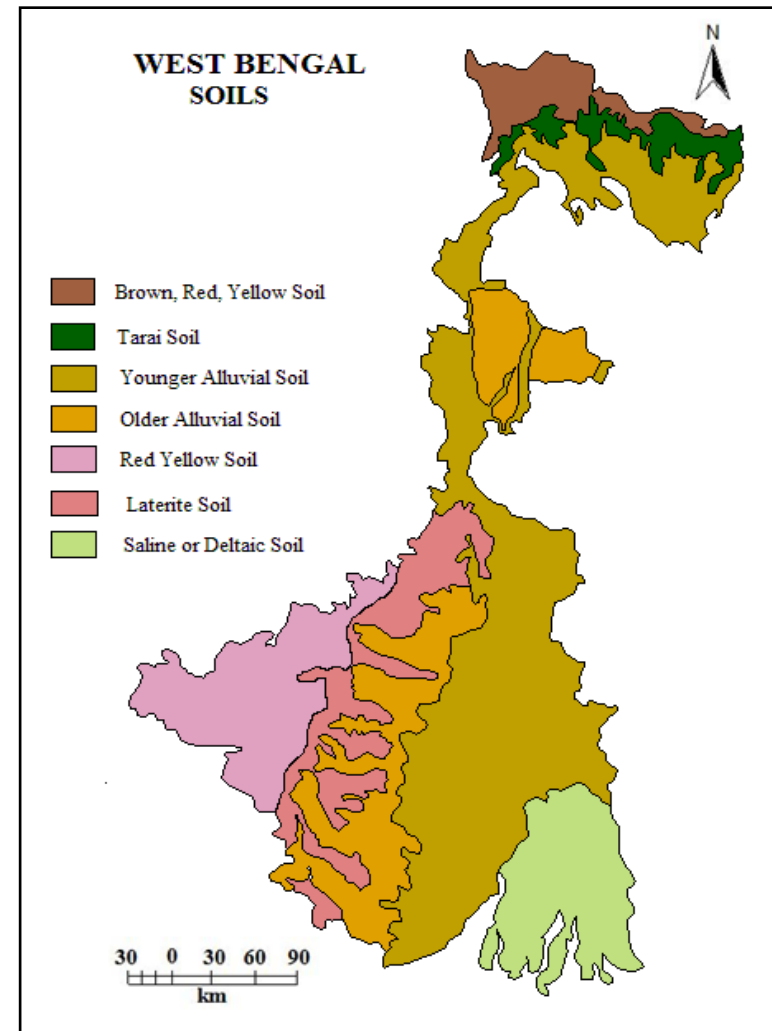 WEST BENGAL
SOILS
N
Brown, Red, Yellow Soil
Tarai Soil
Younger Alluvial Soil
Older Alluvial Soil
Red Yellow Soil
Laterite Soil
Saline or Deltaic Soil
30 0 30 60 90
km